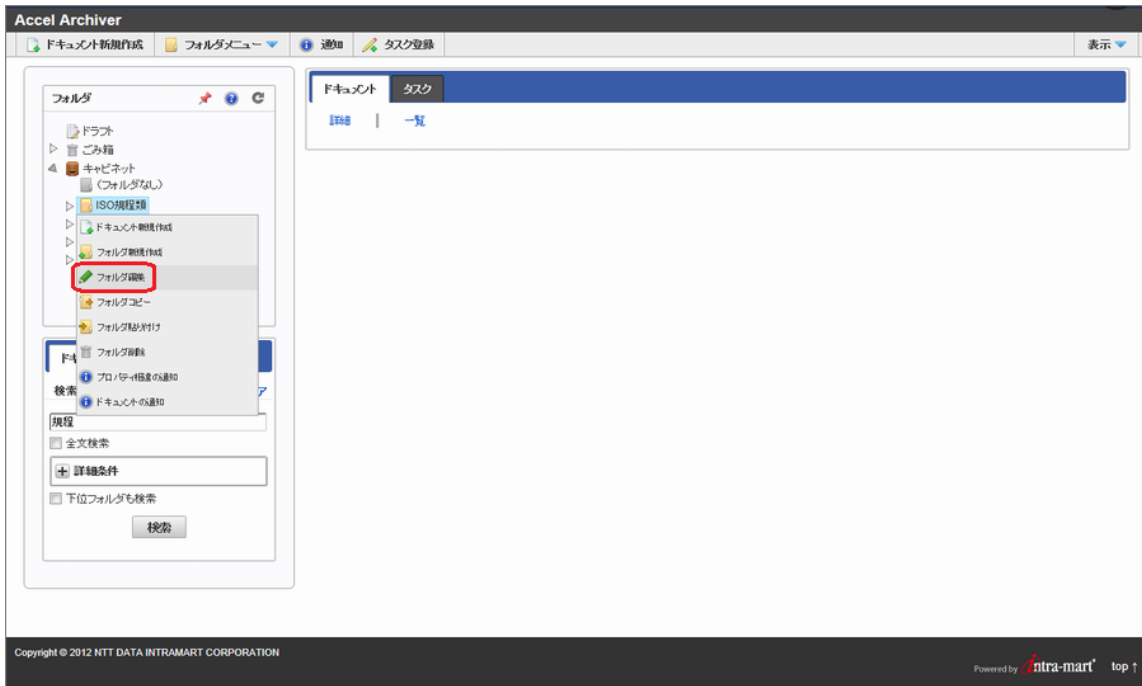 Accel Archiver
ドキュメント新規作成 フォルダメニュー 通知 タスク登録 表示
フォルダ
ドラフト
ごみ箱
キャビネット
(フォルダなし)
ISO規程類
ドキュメント新規作成
フォルダ新規作成
フォルダ編集
フォルダコピー
フォルダ貼り付け
フォルダ削除
プロパティ検査の通知
ドキュメントの通知
ドキ
検索
ア
規程
全文検索
詳細条件
下位フォルダも検索
検索
ドキュメント タスク
詳細 | 一覧
Copyright © 2012 NTT DATA INTRAMART CORPORATION
Powered by intra-mart® top ↑